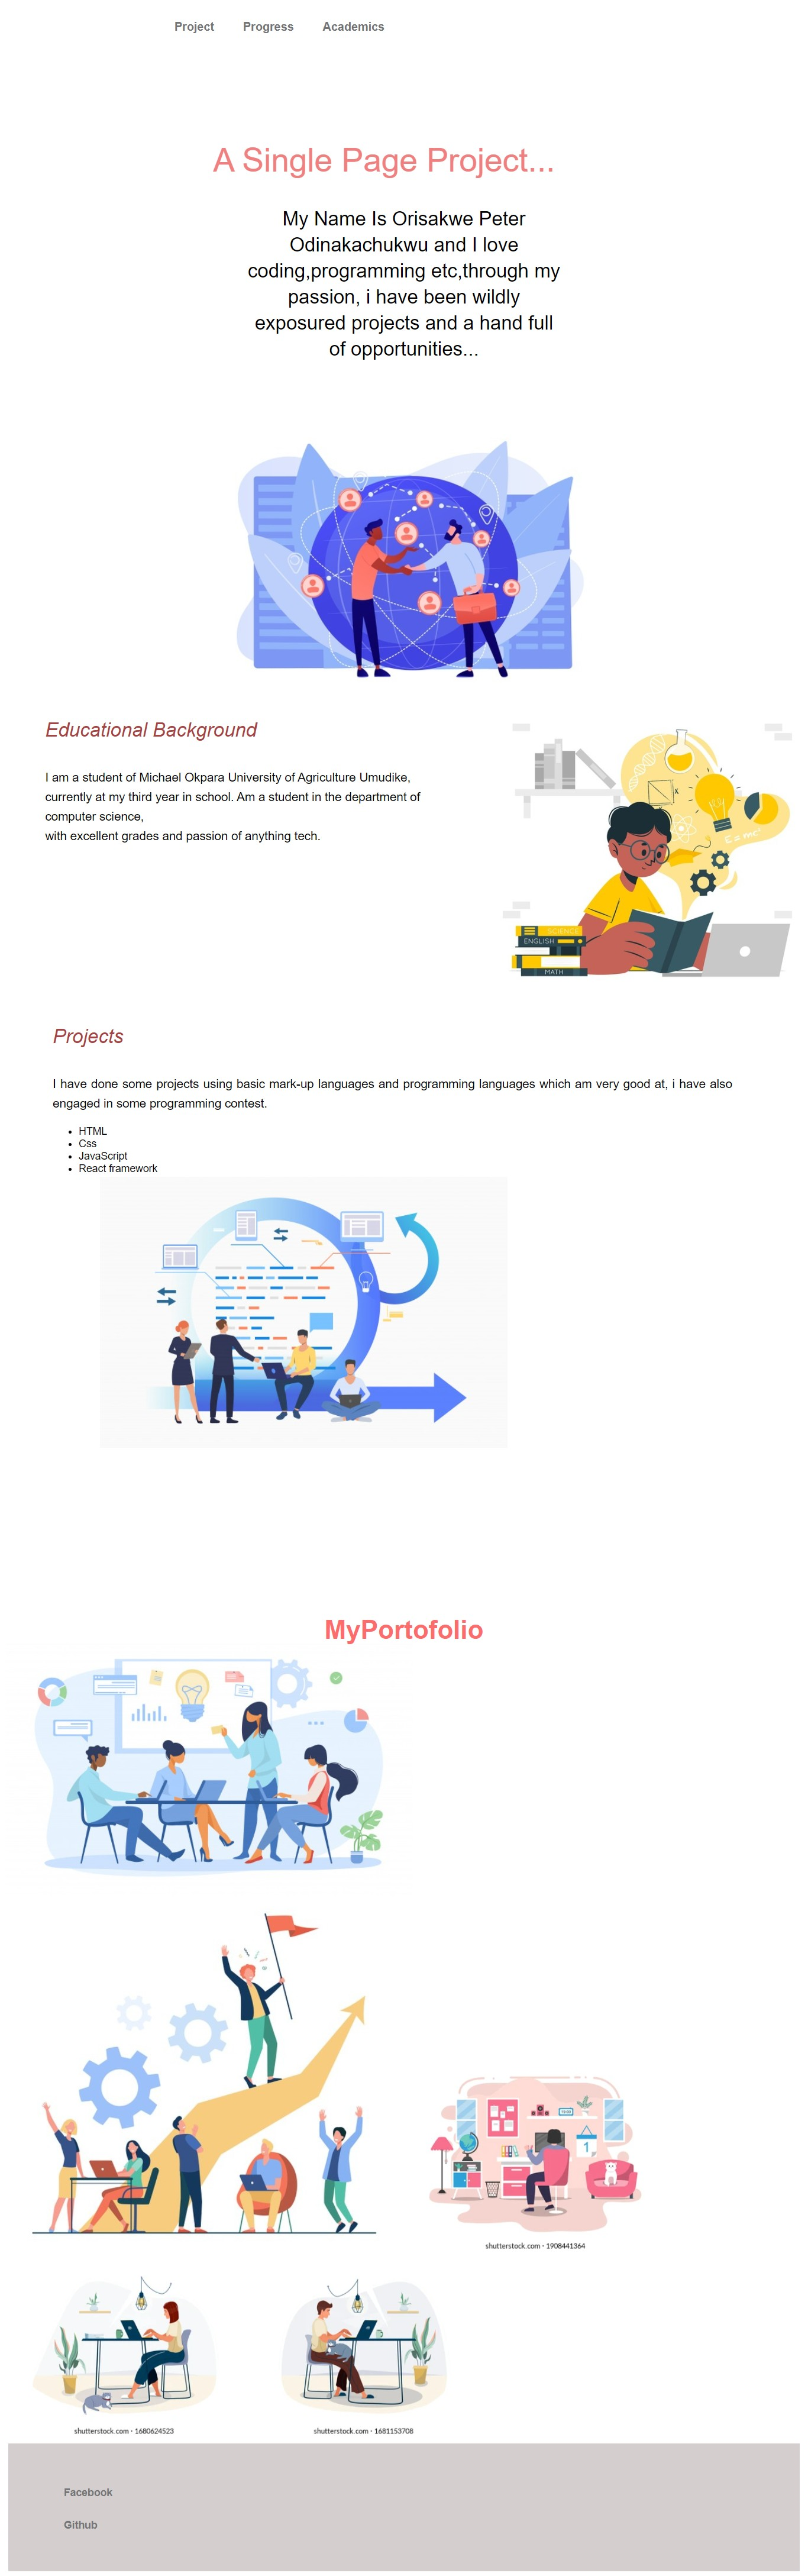 Project Progress Academics
A Single Page Project...
My Name Is Orisakwe Peter
Odinakachukwu and I love
coding,programming etc,through my
passion, i have been wildly
exposured projects and a hand full
of opportunities...
Educational Background
I am a student of Michael Okpara University of Agriculture Umudike,
currently at my third year in school. Am a student in the department of
computer science,
with excellent grades and passion of anything tech.
SCIENCE
ENGLISH
MATH
Projects
I have done some projects using basic mark-up languages and programming languages which am very good at, i have also
engaged in some programming contest.
HTML
Css
JavaScript
React framework
MyPortofolio
1
shutterstock.com · 1908441364
shutterstock.com · 1680624523
shutterstock.com · 1681153708
Facebook
Github